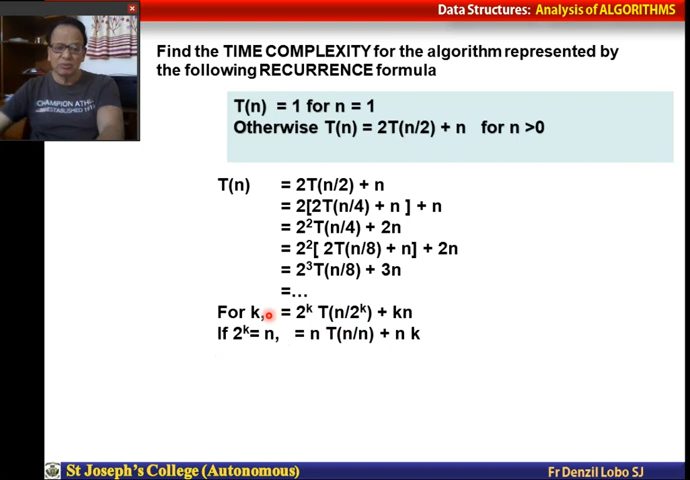 Data Structures: Analysis of ALGORITHMS
Find the TIME COMPLEXITY for the algorithm represented by
the following RECURRENCE formula
T(n) = 1 for n = 1
Otherwise T(n) = 2T(n/2) + n for n >0
T(n) = 2T(n/2) + n
= 2[2T(n/4) + n ] + n
= 2²T(n/4) + 2n
= 2²[ 2T(n/8) + n] + 2n
= 2³T(n/8) + 3n
=...
For k, = 2ᵏ T(n/2ᵏ) + kn
If 2ᵏ= n, = n T(n/n) + n k
CHAMPION ATH
ESTABLISHED 19
St Joseph's College (Autonomous)
Fr Denzil Lobo SJ